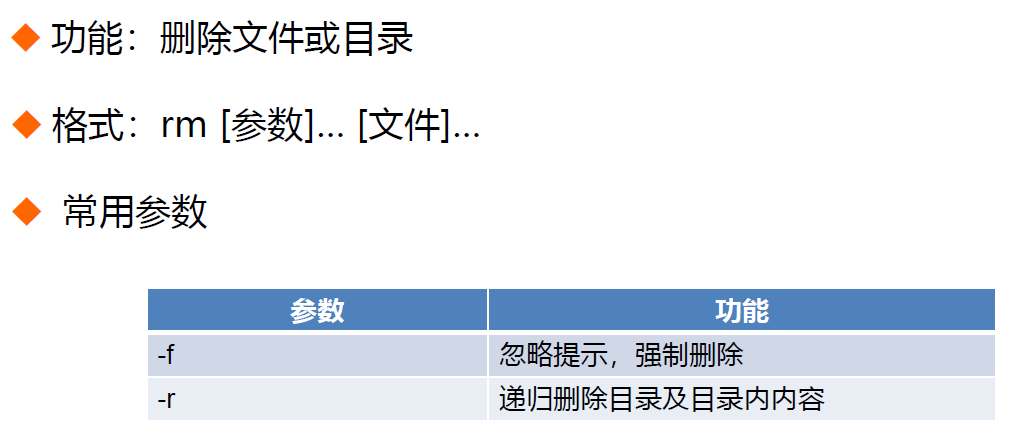 功能：删除文件或目录
格式：rm [参数]... [文件]...
常用参数
参数 功能
-f 忽略提示，强制删除
-r 递归删除目录及目录内内容